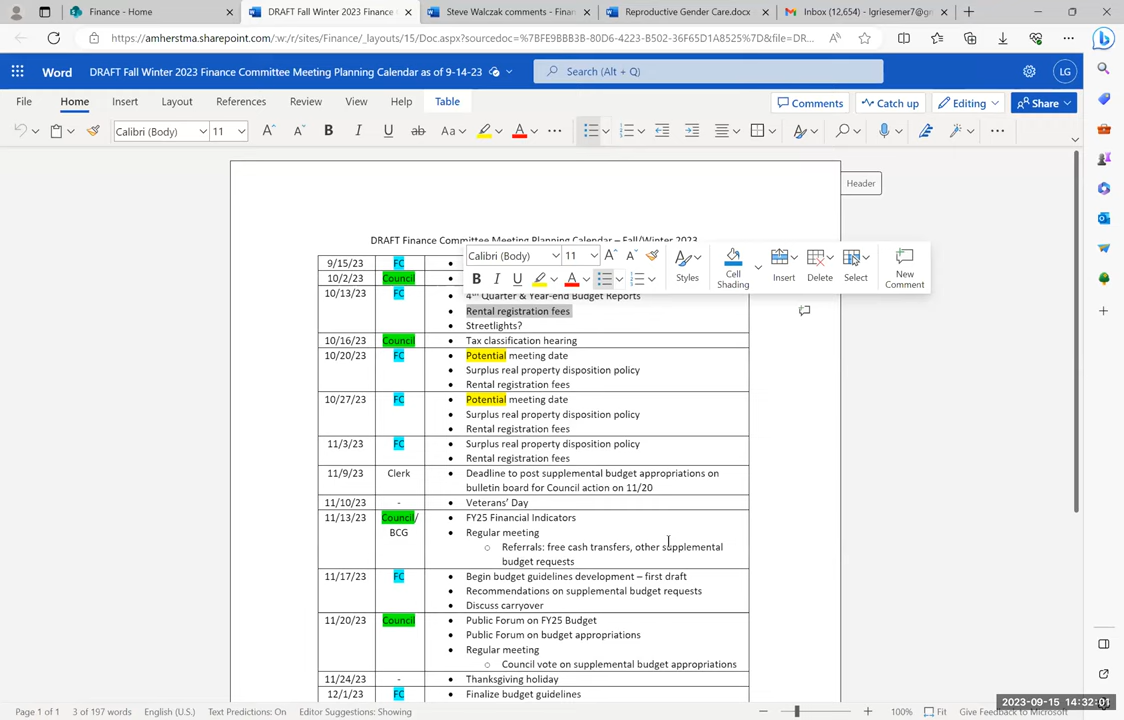 Finance - Home
DRAFT Fall Winter 2023 Finance C
Steve Walczak comments - Finan
Reproductive Gender Care.docx
Inbox (12,654) - lgriesemer7@gr
https://amherstma.sharepoint.com/:w:/r/sites/Finance/_layouts/15/Doc.aspx?sourcedoc=%7BFE9BBB3B-80D6-4223-B502-36F65D1A8525%7D&file=DR...
Word
DRAFT Fall Winter 2023 Finance Committee Meeting Planning Calendar as of 9-14-23
Search (Alt + Q)
LG
File Home Insert Layout References Review View Help Table
Comments Catch up Editing Share
Calibri (Body) 11
Header
DRAFT Finance Committee Meeting Planning Calendar – Fall/Winter 2023
Calibri (Body) 11
Styles Cell Shading Insert Delete Select New Comment
9/15/23 FC
10/2/23 Council
10/13/23 FC 4th Quarter & Year-end Budget Reports
Rental registration fees
Streetlights?
10/16/23 Council Tax classification hearing
10/20/23 FC Potential meeting date
Surplus real property disposition policy
Rental registration fees
10/27/23 FC Potential meeting date
Surplus real property disposition policy
Rental registration fees
11/3/23 FC Surplus real property disposition policy
Rental registration fees
11/9/23 Clerk Deadline to post supplemental budget appropriations on
bulletin board for Council action on 11/20
11/10/23 - Veterans' Day
11/13/23 Council/ FY25 Financial Indicators
BCG Regular meeting
Referrals: free cash transfers, other supplemental
budget requests
11/17/23 FC Begin budget guidelines development – first draft
Recommendations on supplemental budget requests
Discuss carryover
11/20/23 Council Public Forum on FY25 Budget
Public Forum on budget appropriations
Regular meeting
Council vote on supplemental budget appropriations
11/24/23 - Thanksgiving holiday
12/1/23 FC Finalize budget guidelines
Page 1 of 1 3 of 197 words English (U.S.) Text Predictions: On Editor Suggestions: Showing 100% Fit Give Feedback to Microsoft
2023-09-15 14:32:01